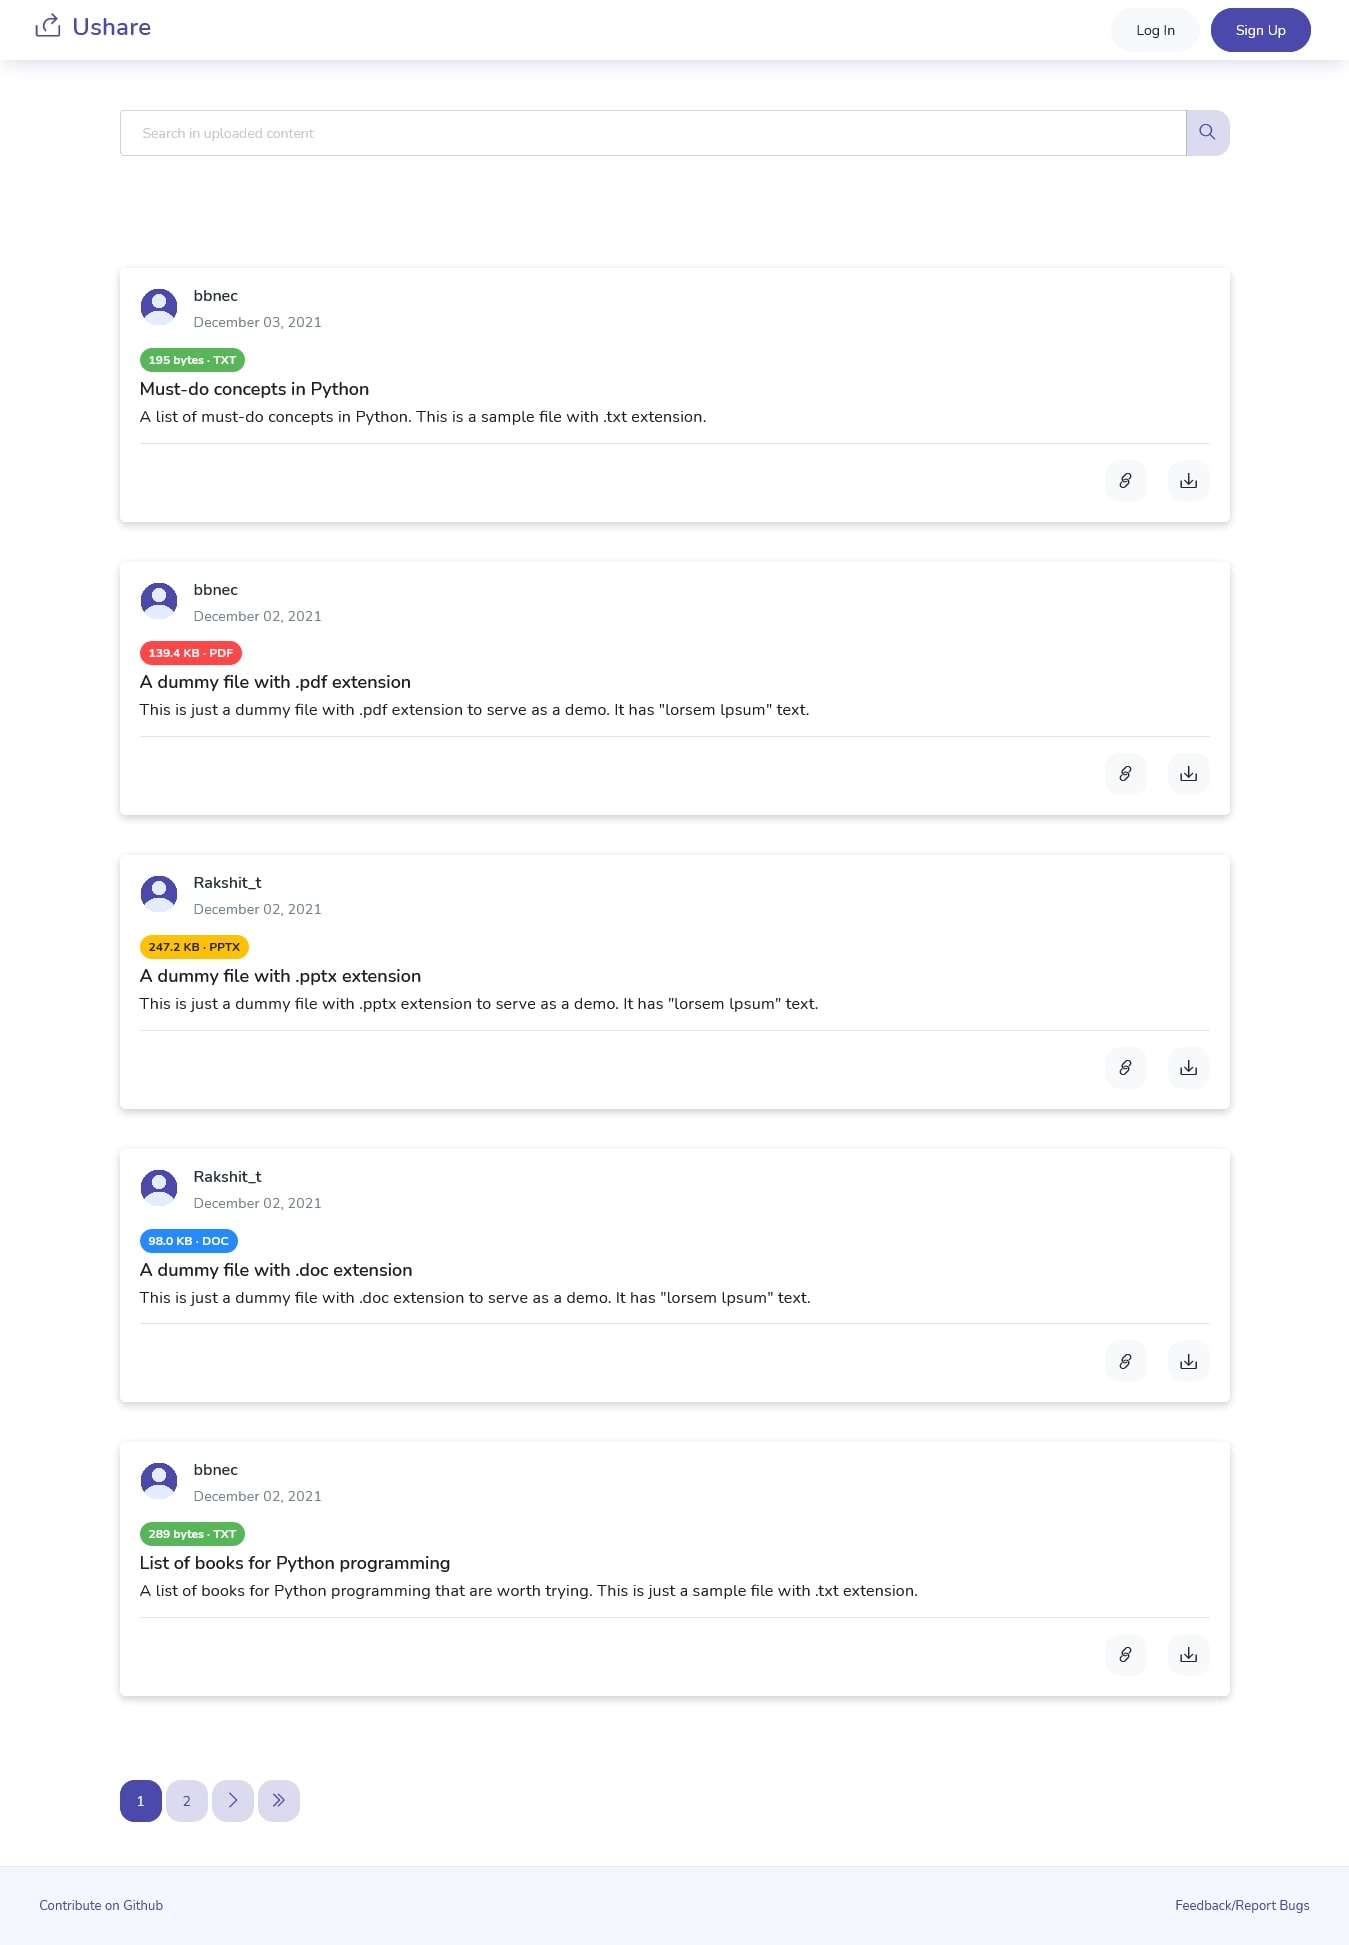 Ushare
Log In
Sign Up
Search in uploaded content
bbnec
December 03, 2021
195 bytes · TXT
Must-do concepts in Python
A list of must-do concepts in Python. This is a sample file with .txt extension.
bbnec
December 02, 2021
139.4 KB · PDF
A dummy file with .pdf extension
This is just a dummy file with .pdf extension to serve as a demo. It has "lorsem lpsum" text.
Rakshit_t
December 02, 2021
247.2 KB · PPTX
A dummy file with .pptx extension
This is just a dummy file with .pptx extension to serve as a demo. It has "lorsem lpsum" text.
Rakshit_t
December 02, 2021
98.0 KB · DOC
A dummy file with .doc extension
This is just a dummy file with .doc extension to serve as a demo. It has "lorsem lpsum" text.
bbnec
December 02, 2021
289 bytes · TXT
List of books for Python programming
A list of books for Python programming that are worth trying. This is just a sample file with .txt extension.
1 2
Contribute on Github
Feedback/Report Bugs